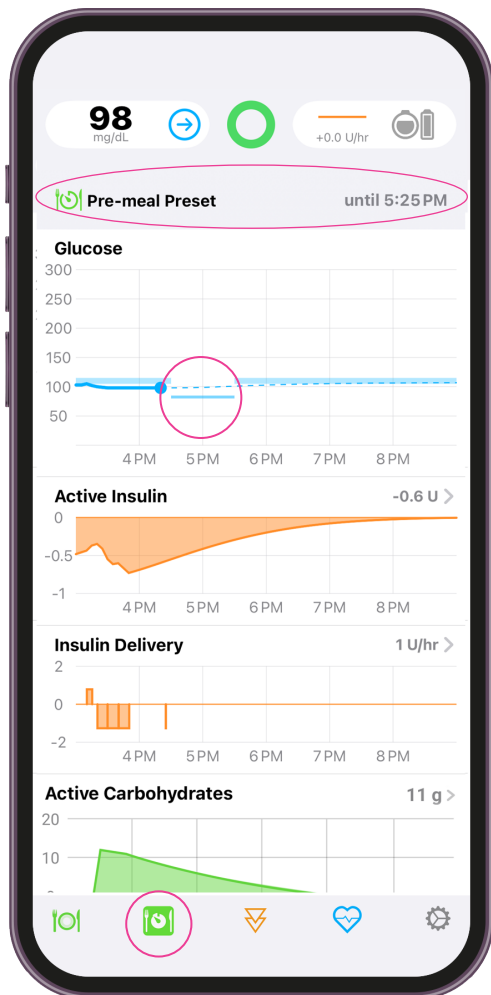 98
mg/dL
+0.0 U/hr
Pre-meal Preset until 5:25 PM
Glucose
300
250
200
150
100
50
4 PM 5 PM 6 PM 7 PM 8 PM
Active Insulin -0.6 U
0
-0.5
-1
4 PM 5 PM 6 PM 7 PM 8 PM
Insulin Delivery 1 U/hr
2
0
-2
4 PM 5 PM 6 PM 7 PM 8 PM
Active Carbohydrates 11 g
20
10